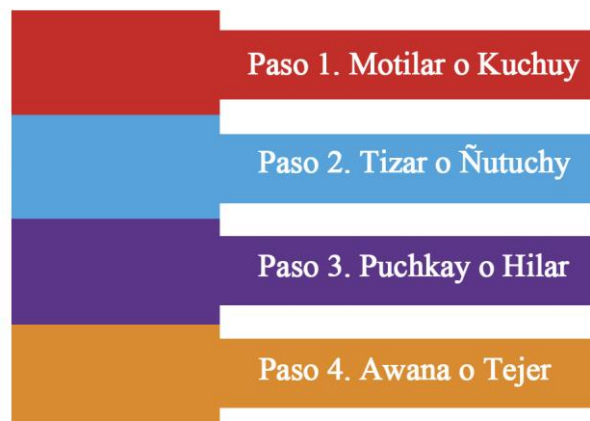 Paso 1. Motilar o Kuchuy
Paso 2. Tizar o Ñutuchy
Paso 3. Puchkay o Hilar
Paso 4. Awana o Tejer